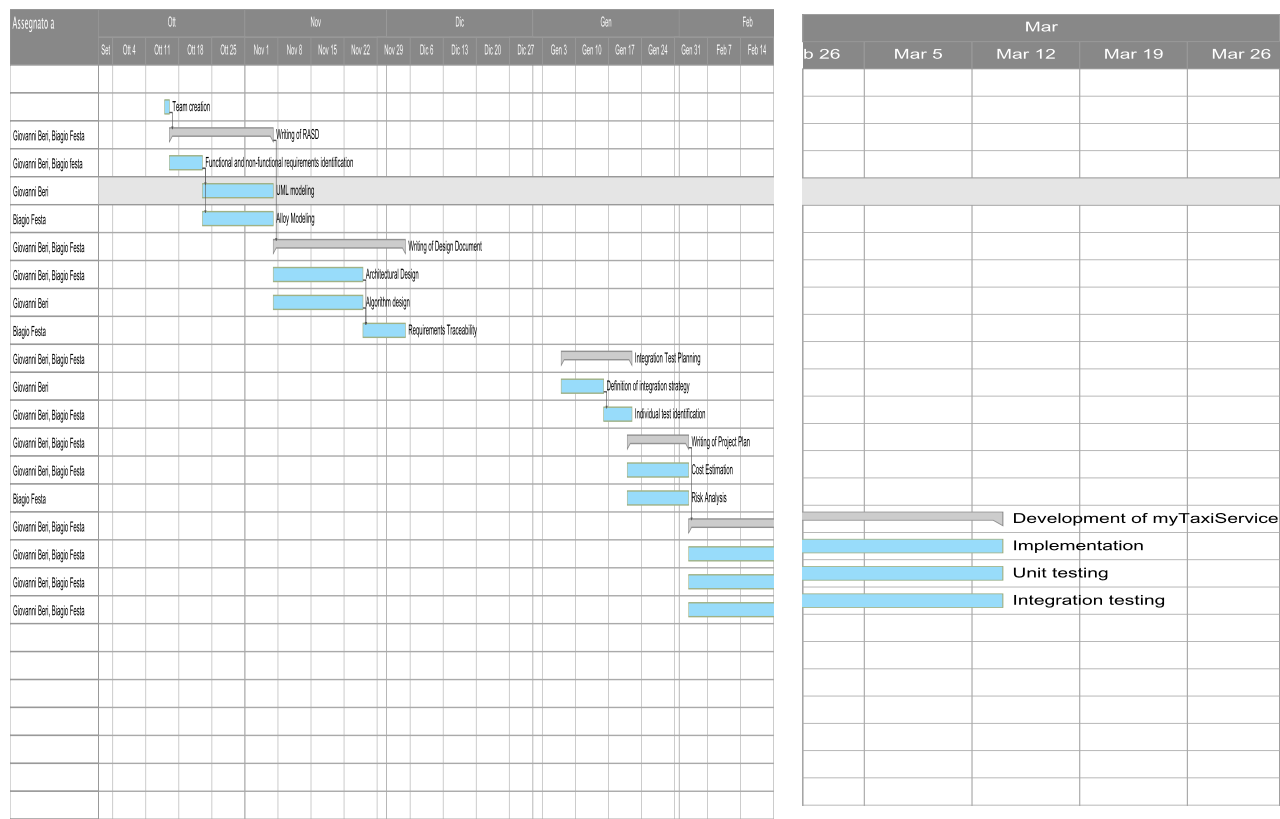 Assegnato a
Ott Nov Dic Gen Feb
Set Ott 4 Ott 11 Ott 18 Ott 25 Nov 1 Nov 8 Nov 15 Nov 22 Nov 29 Dic 6 Dic 13 Dic 20 Dic 27 Gen 3 Gen 10 Gen 17 Gen 24 Gen 31 Feb 7 Feb 14
Team creation
Giovanni Beri, Biagio Festa Writing of RASD
Giovanni Beri, Biagio festa Functional and non-functional requirements identification
Giovanni Beri UML modeling
Biagio Festa Alloy Modeling
Giovanni Beri, Biagio Festa Writing of Design Document
Giovanni Beri, Biagio Festa Architectural Design
Giovanni Beri Algorithm design
Biagio Festa Requirements Traceability
Giovanni Beri, Biagio Festa Integration Test Planning
Giovanni Beri Definition of integration strategy
Giovanni Beri, Biagio Festa Individual test identification
Giovanni Beri, Biagio Festa Writing of Project Plan
Giovanni Beri, Biagio Festa Cost Estimation
Biagio Festa Risk Analysis
Giovanni Beri, Biagio Festa
Giovanni Beri, Biagio Festa
Giovanni Beri, Biagio Festa
Giovanni Beri, Biagio Festa
Mar
b 26 Mar 5 Mar 12 Mar 19 Mar 26
Development of myTaxiService
Implementation
Unit testing
Integration testing